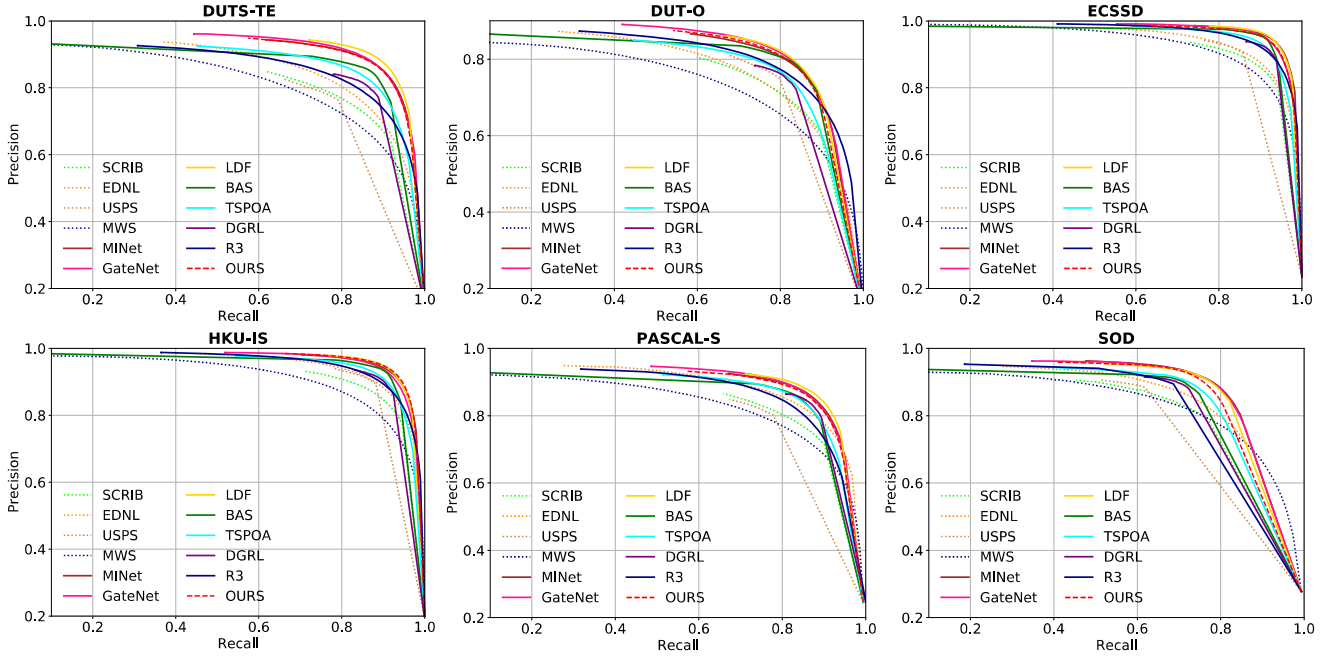 DUTS-TE
1.0
0.8
0.6
0.4
0.2
Precision
SCRIB
EDNL
USPS
MWS
MINet
GateNet
LDF
BAS
TSPOA
DGRL
R3
OURS
0.2 0.4 0.6 0.8 1.0
Recall
DUT-O
0.8
0.6
0.4
0.2
Precision
SCRIB
EDNL
USPS
MWS
MINet
GateNet
LDF
BAS
TSPOA
DGRL
R3
OURS
0.2 0.4 0.6 0.8 1.0
Recall
ECSSD
1.0
0.8
0.6
0.4
0.2
Precision
SCRIB
EDNL
USPS
MWS
MINet
GateNet
LDF
BAS
TSPOA
DGRL
R3
OURS
0.2 0.4 0.6 0.8 1.0
Recall
HKU-IS
1.0
0.8
0.6
0.4
0.2
Precision
SCRIB
EDNL
USPS
MWS
MINet
GateNet
LDF
BAS
TSPOA
DGRL
R3
OURS
0.2 0.4 0.6 0.8 1.0
Recall
PASCAL-S
1.0
0.8
0.6
0.4
0.2
Precision
SCRIB
EDNL
USPS
MWS
MINet
GateNet
LDF
BAS
TSPOA
DGRL
R3
OURS
0.2 0.4 0.6 0.8 1.0
Recall
SOD
1.0
0.8
0.6
0.4
0.2
Precision
SCRIB
EDNL
USPS
MWS
MINet
GateNet
LDF
BAS
TSPOA
DGRL
R3
OURS
0.2 0.4 0.6 0.8 1.0
Recall